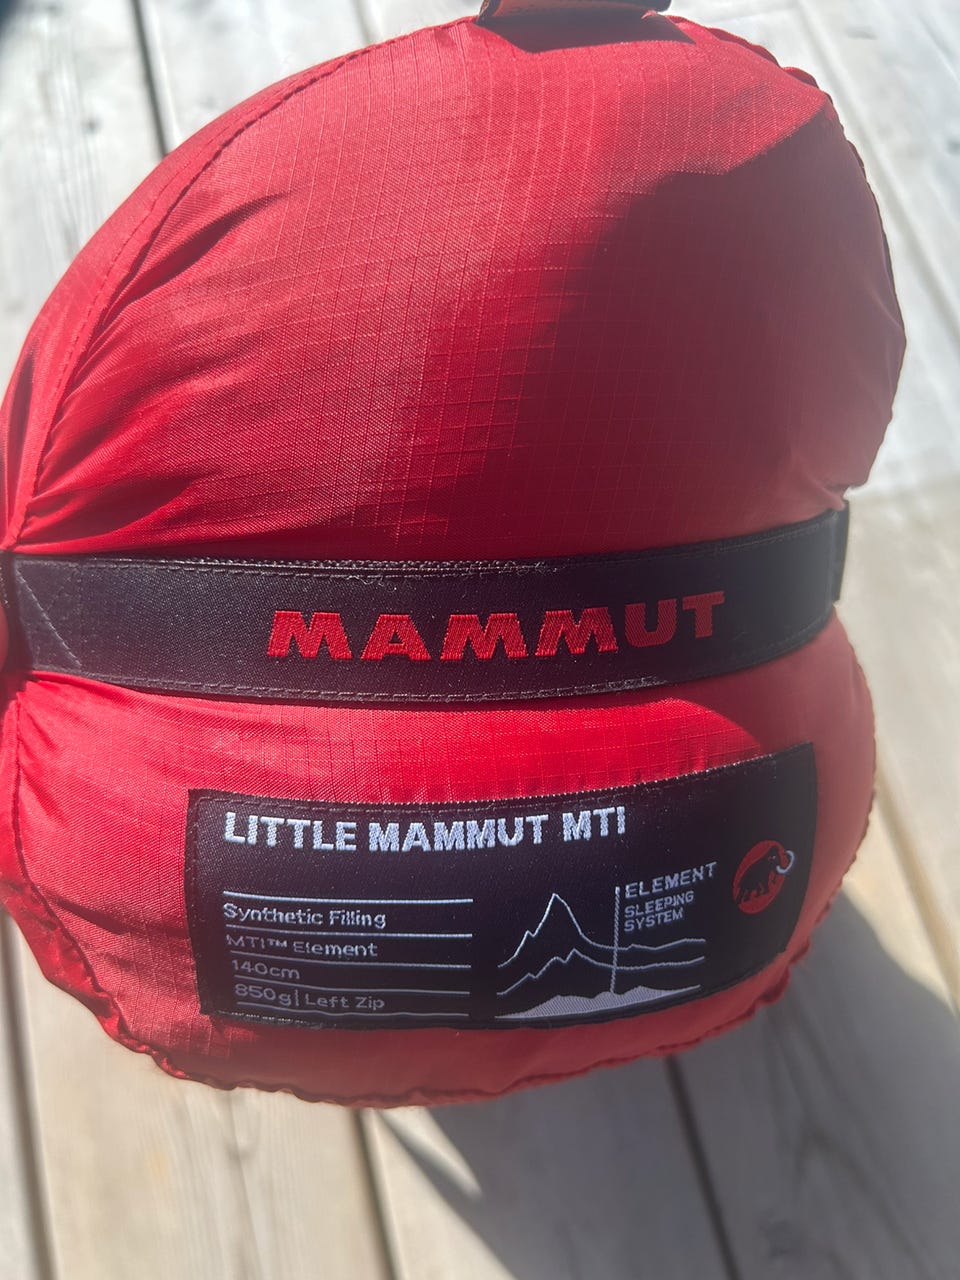 MAMMUT
LITTLE MAMMUT MTI
Synthetic Filling
MTI™ Element
140cm
850g| Left Zip
ELEMENT
SLEEPING
SYSTEM